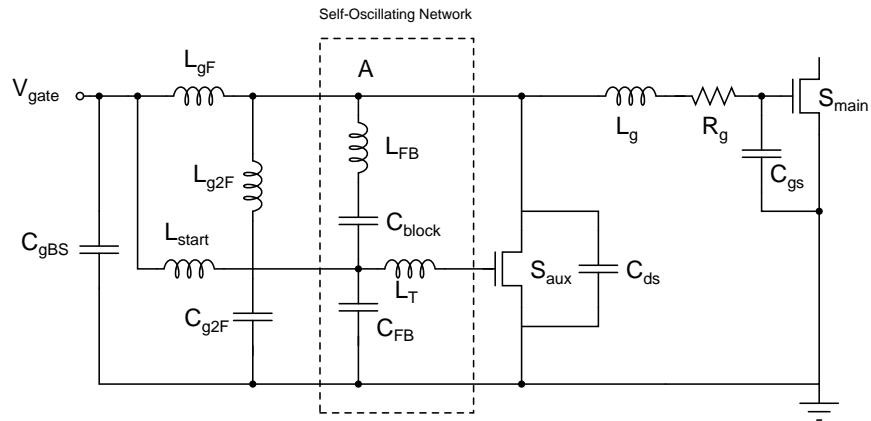 Self-Oscillating Network
V_gate
L_gF
A
L_g
R_g
S_main
C_gs
L_FB
L_g2F
C_block
L_start
C_gBS
L_T
S_aux
C_ds
C_g2F
C_FB